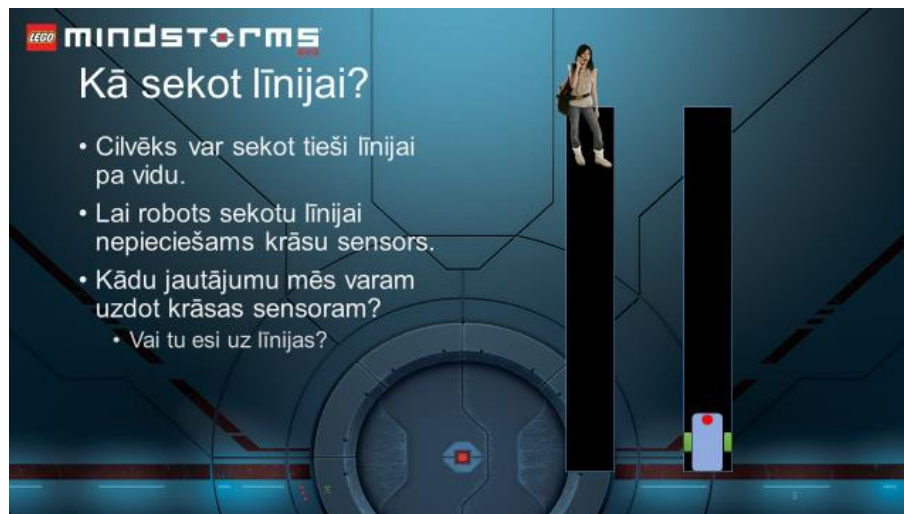 LEGO mindstorms
EV3
Kā sekot līnijai?
• Cilvēks var sekot tieši līnijai
pa vidu.
• Lai robots sekotu līnijai
nepieciešams krāsu sensors.
• Kādu jautājumu mēs varam
uzdot krāsas sensoram?
• Vai tu esi uz līnijas?